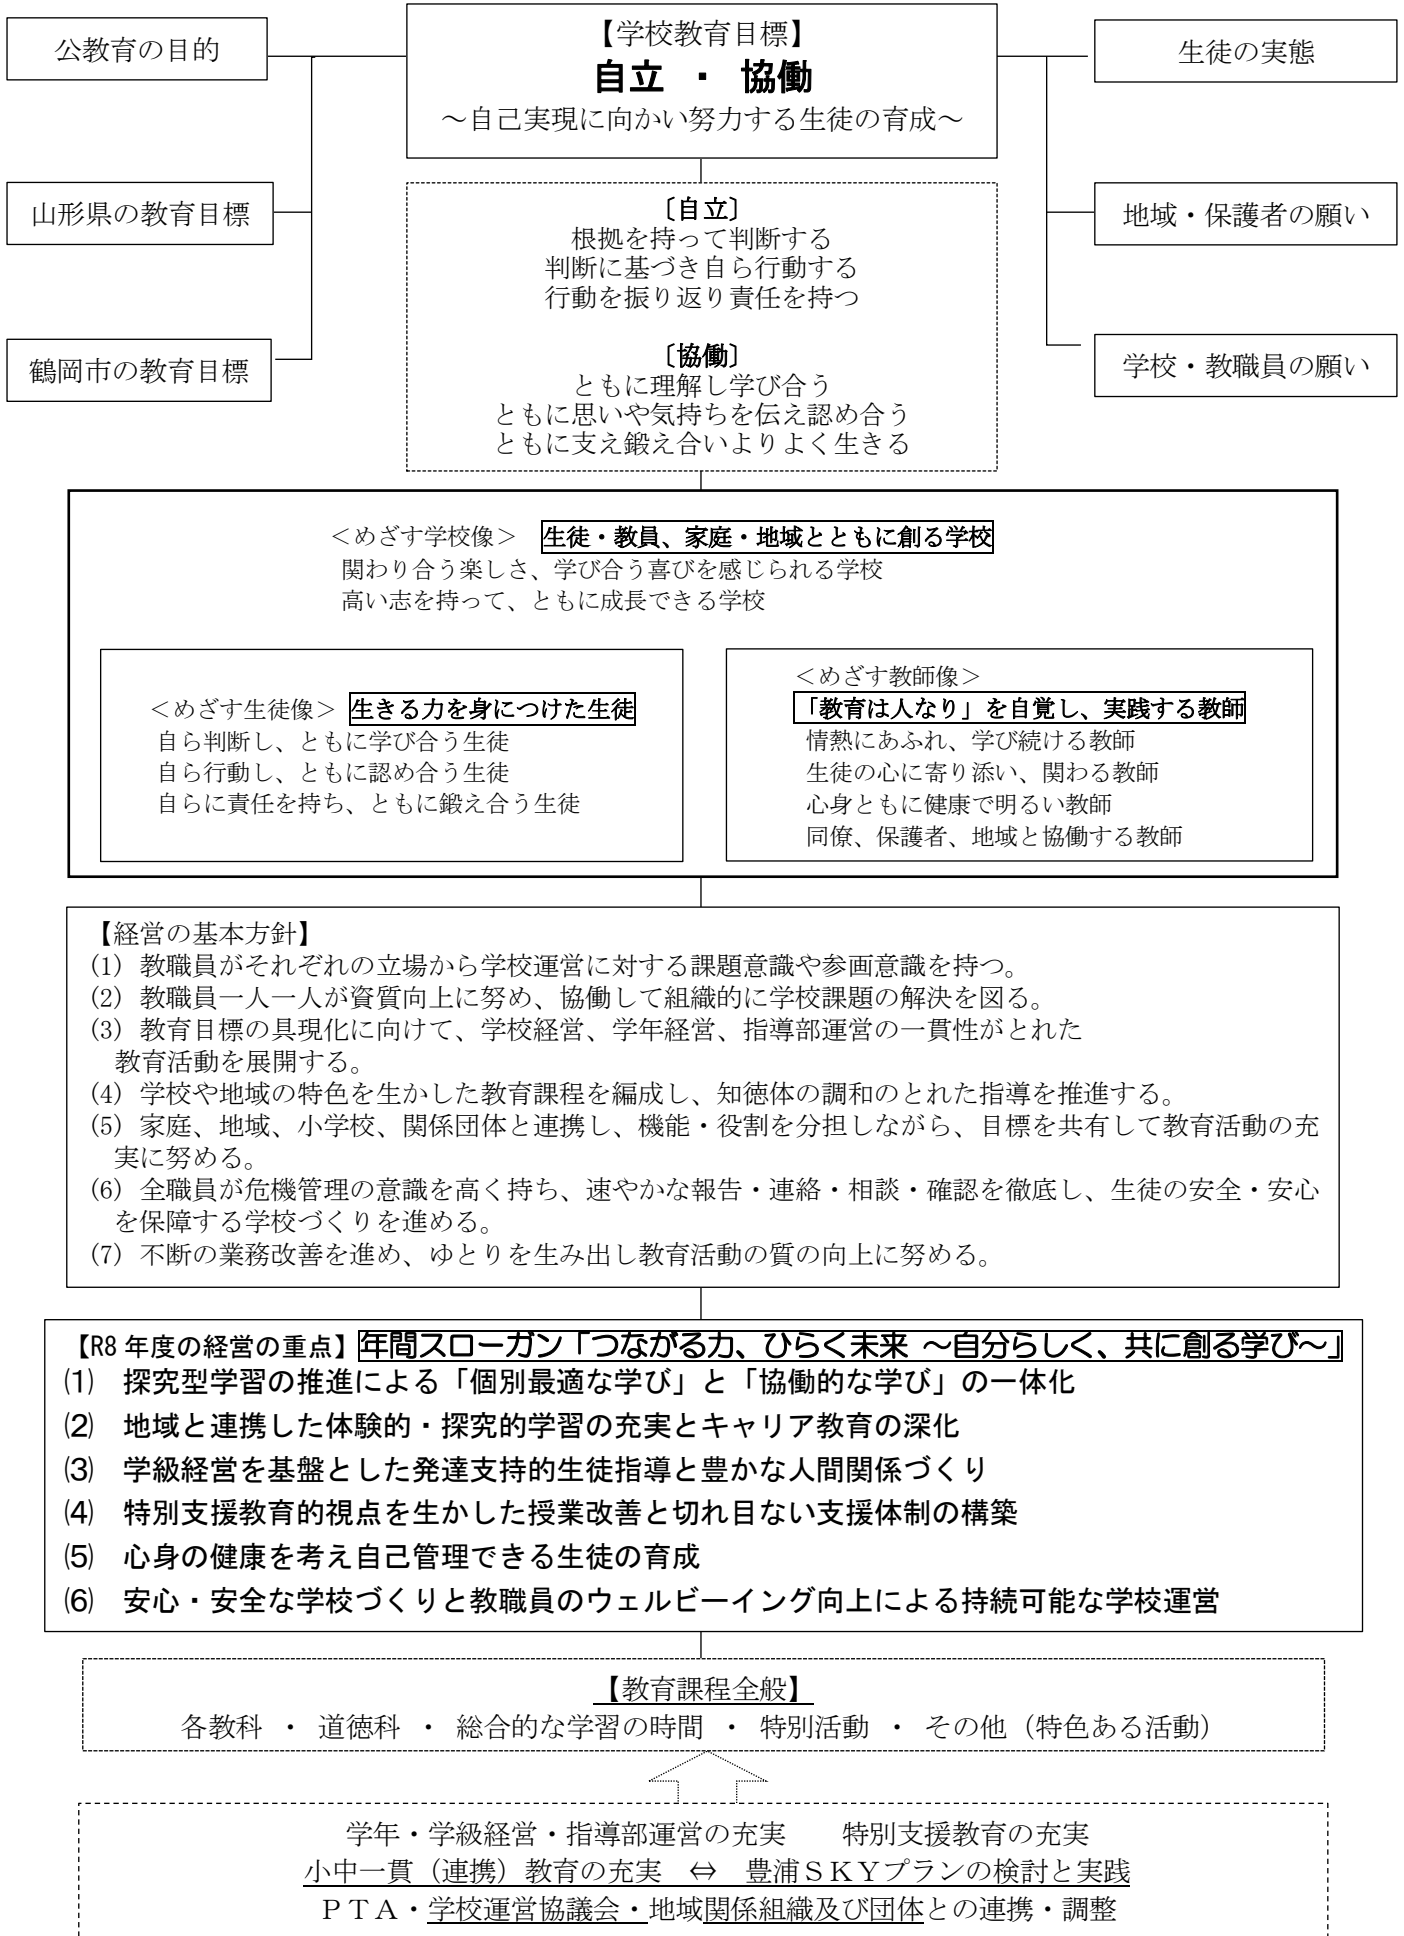 公教育の目的
【学校教育目標】
自立 ・ 協働
～自己実現に向かい努力する生徒の育成～
生徒の実態
山形県の教育目標
地域・保護者の願い
鶴岡市の教育目標
学校・教職員の願い
〔自立〕
根拠を持って判断する
判断に基づき自ら行動する
行動を振り返り責任を持つ
〔協働〕
ともに理解し学び合う
ともに思いや気持ちを伝え認め合う
ともに支え鍛え合いよりよく生きる
＜めざす学校像＞ 生徒・教員、家庭・地域とともに創る学校
関わり合う楽しさ、学び合う喜びを感じられる学校
高い志を持って、ともに成長できる学校
＜めざす生徒像＞ 生きる力を身につけた生徒
自ら判断し、ともに学び合う生徒
自ら行動し、ともに認め合う生徒
自らに責任を持ち、ともに鍛え合う生徒
＜めざす教師像＞
「教育は人なり」を自覚し、実践する教師
情熱にあふれ、学び続ける教師
生徒の心に寄り添い、関わる教師
心身ともに健康で明るい教師
同僚、保護者、地域と協働する教師
【経営の基本方針】
(1) 教職員がそれぞれの立場から学校運営に対する課題意識や参画意識を持つ。
(2) 教職員一人一人が資質向上に努め、協働して組織的に学校課題の解決を図る。
(3) 教育目標の具現化に向けて、学校経営、学年経営、指導部運営の一貫性がとれた
教育活動を展開する。
(4) 学校や地域の特色を生かした教育課程を編成し、知徳体の調和のとれた指導を推進する。
(5) 家庭、地域、小学校、関係団体と連携し、機能・役割を分担しながら、目標を共有して教育活動の充
実に努める。
(6) 全職員が危機管理の意識を高く持ち、速やかな報告・連絡・相談・確認を徹底し、生徒の安全・安心
を保障する学校づくりを進める。
(7) 不断の業務改善を進め、ゆとりを生み出し教育活動の質の向上に努める。
【R8 年度の経営の重点】年間スローガン「つながる力、ひらく未来 ～自分らしく、共に創る学び～」
⑴ 探究型学習の推進による「個別最適な学び」と「協働的な学び」の一体化
⑵ 地域と連携した体験的・探究的学習の充実とキャリア教育の深化
⑶ 学級経営を基盤とした発達支持的生徒指導と豊かな人間関係づくり
⑷ 特別支援教育的視点を生かした授業改善と切れ目ない支援体制の構築
⑸ 心身の健康を考え自己管理できる生徒の育成
⑹ 安心・安全な学校づくりと教職員のウェルビーイング向上による持続可能な学校運営
【教育課程全般】
各教科 ・ 道徳科 ・ 総合的な学習の時間 ・ 特別活動 ・ その他（特色ある活動）
学年・学級経営・指導部運営の充実 特別支援教育の充実
小中一貫（連携）教育の充実 ⇔ 豊浦ＳＫＹプランの検討と実践
ＰＴＡ・学校運営協議会・地域関係組織及び団体との連携・調整